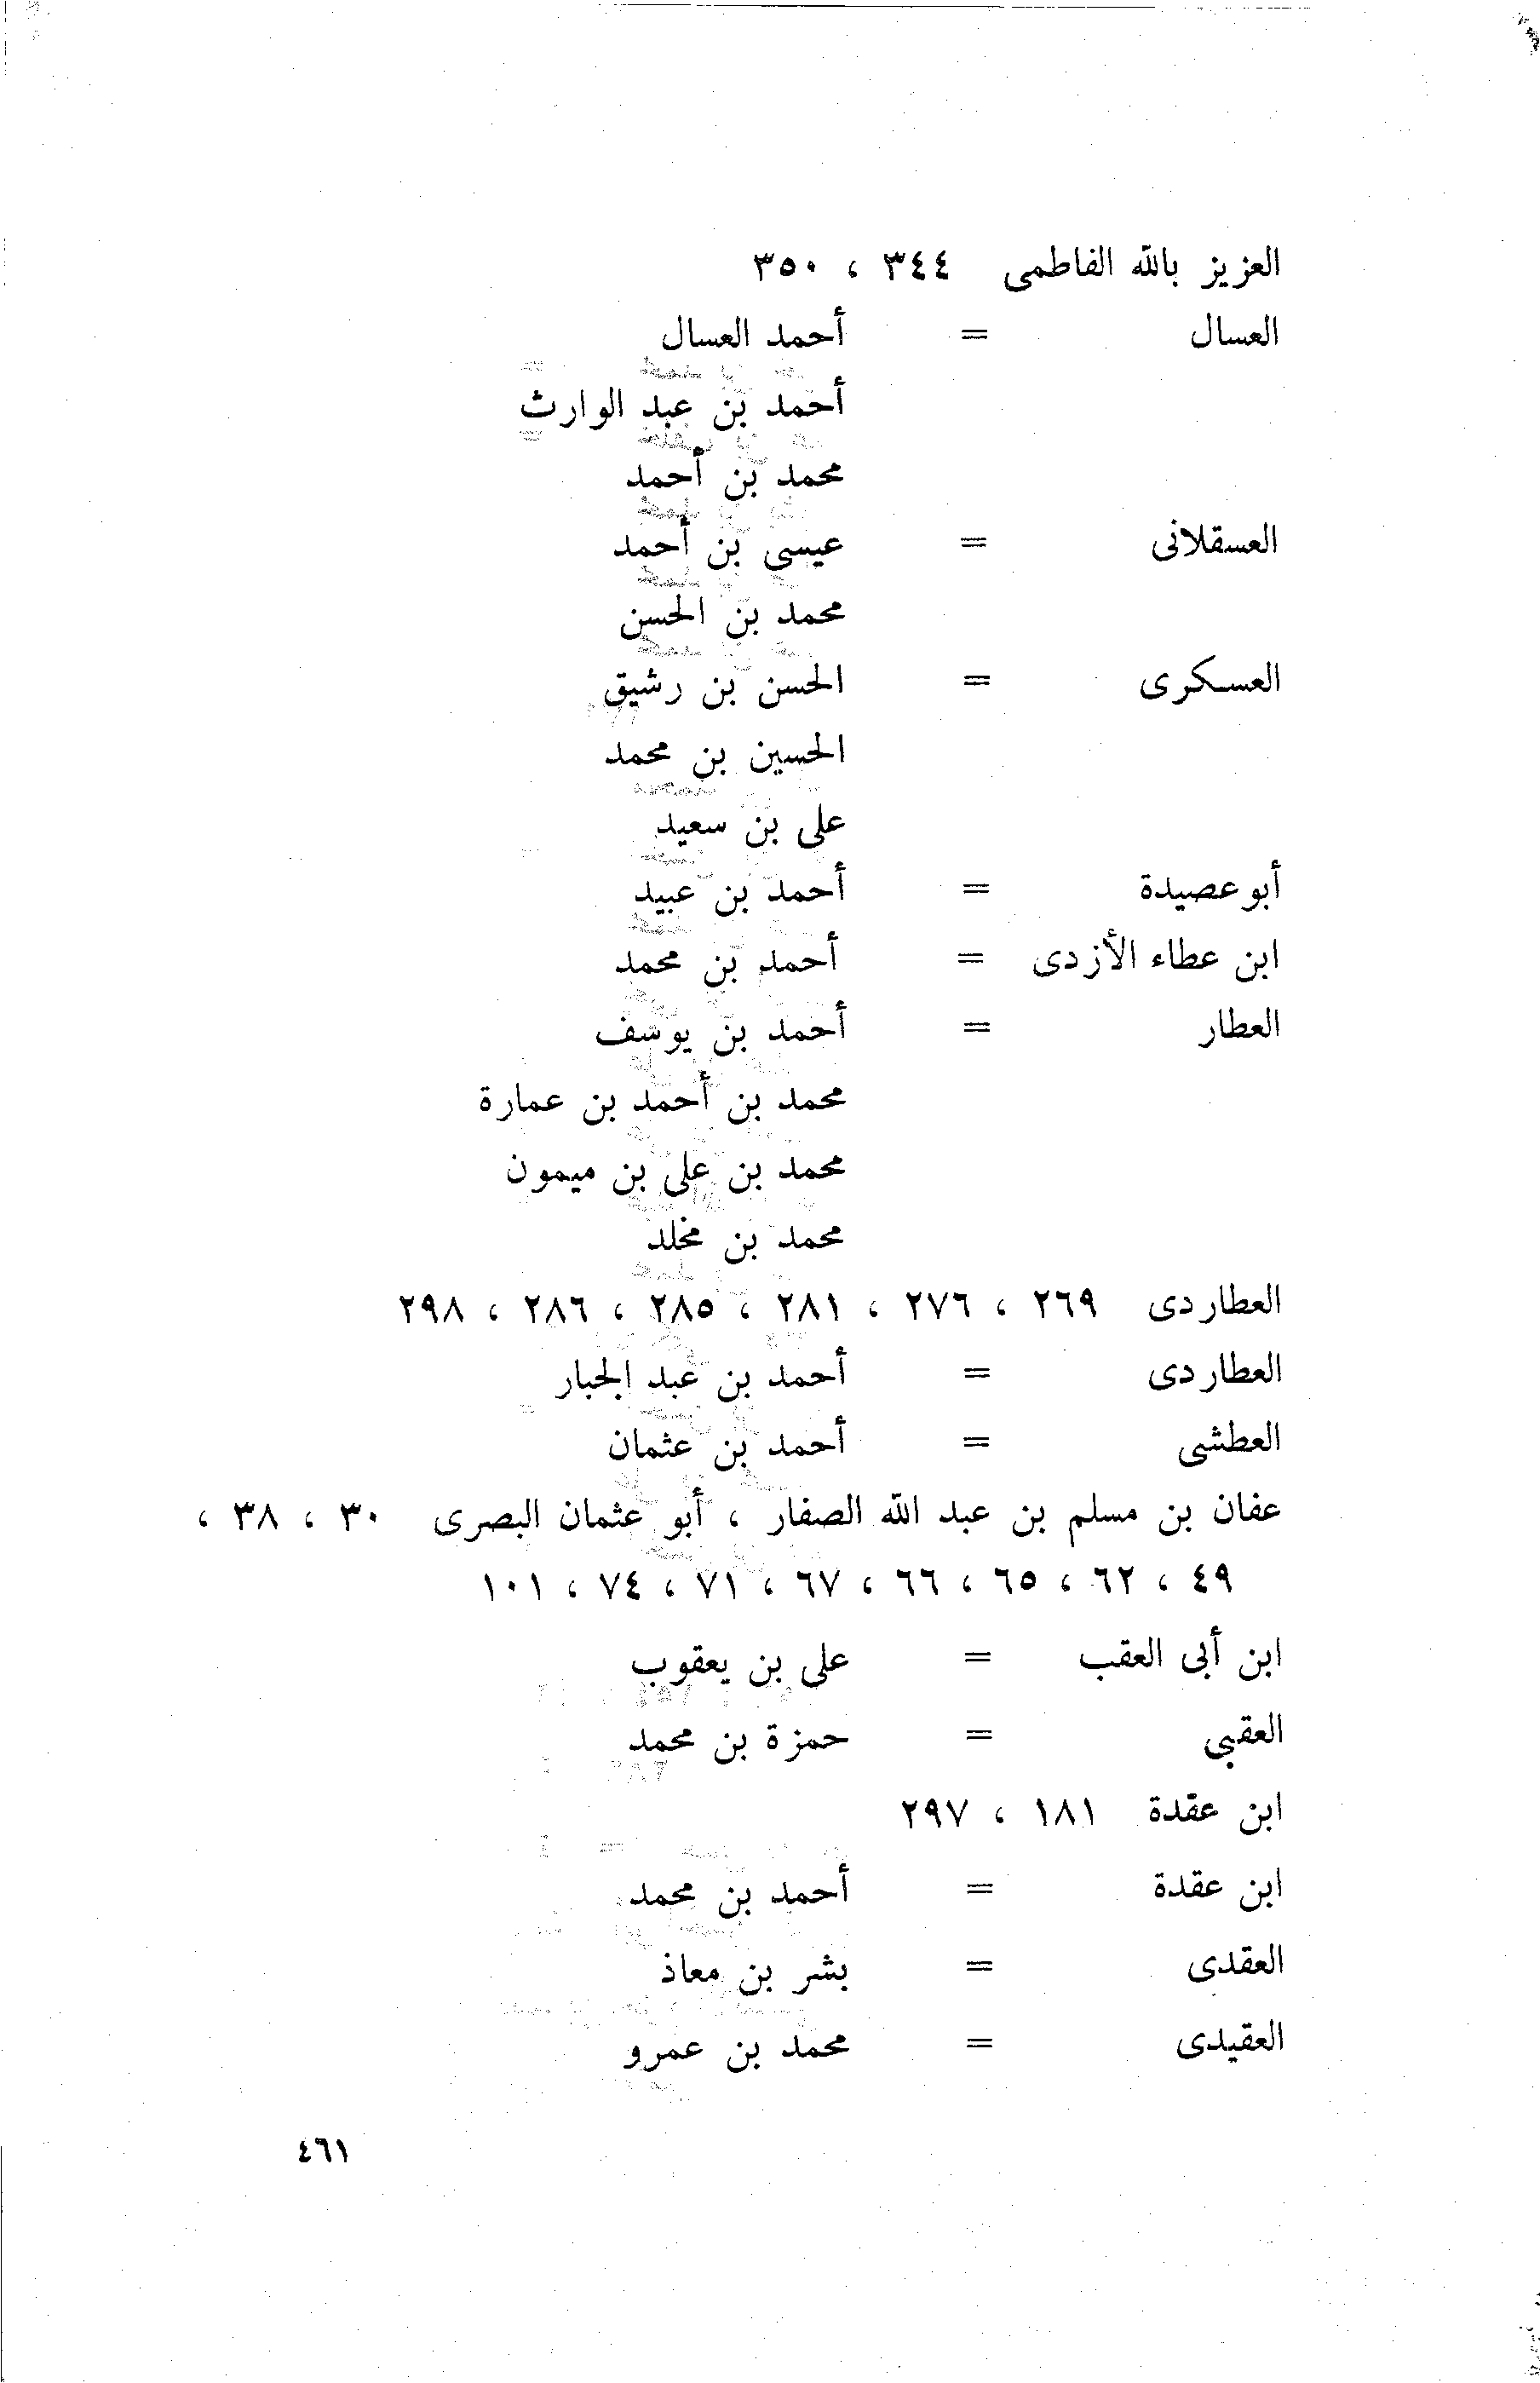 العزيز بالله الفاطمى ٣٤٤ ، ٣٥٠
العسال = أحمد العسال
أحمد بن عبد الوارث
محمد بن أحمد
العسقلانى = عيسى بن أحمد
محمد بن الحسن
العسكرى = الحسن بن رشيق
الحسين بن محمد
على بن سعيد
أبو عصيدة = أحمد بن عبيد
ابن عطاء الأزدى = أحمد بن محمد
العطار = أحمد بن يوسف
محمد بن أحمد بن عمارة
محمد بن على بن ميمون
محمد بن مخلد
العطاردى ٢٦٩ ، ٢٧٦ ، ٢٨١ ، ٢٨٥ ، ٢٨٦ ، ٢٩٨
العطاردى = أحمد بن عبد الجبار
العطشى = أحمد بن عثمان
عفان بن مسلم بن عبد الله الصفار ، أبو عثمان البصرى ٣٠ ، ٣٨ ،
٤٩ ، ٦٢ ، ٦٥ ، ٦٦ ، ٦٧ ، ٧١ ، ٧٤ ، ١٠١
ابن أبى العقب = على بن يعقوب
العقبى = حمزة بن محمد
ابن عقدة ١٨١ ، ٢٩٧
ابن عقدة = أحمد بن محمد
العقدى = بشر بن معاذ
العقيدى = محمد بن عمرو
٤٦١